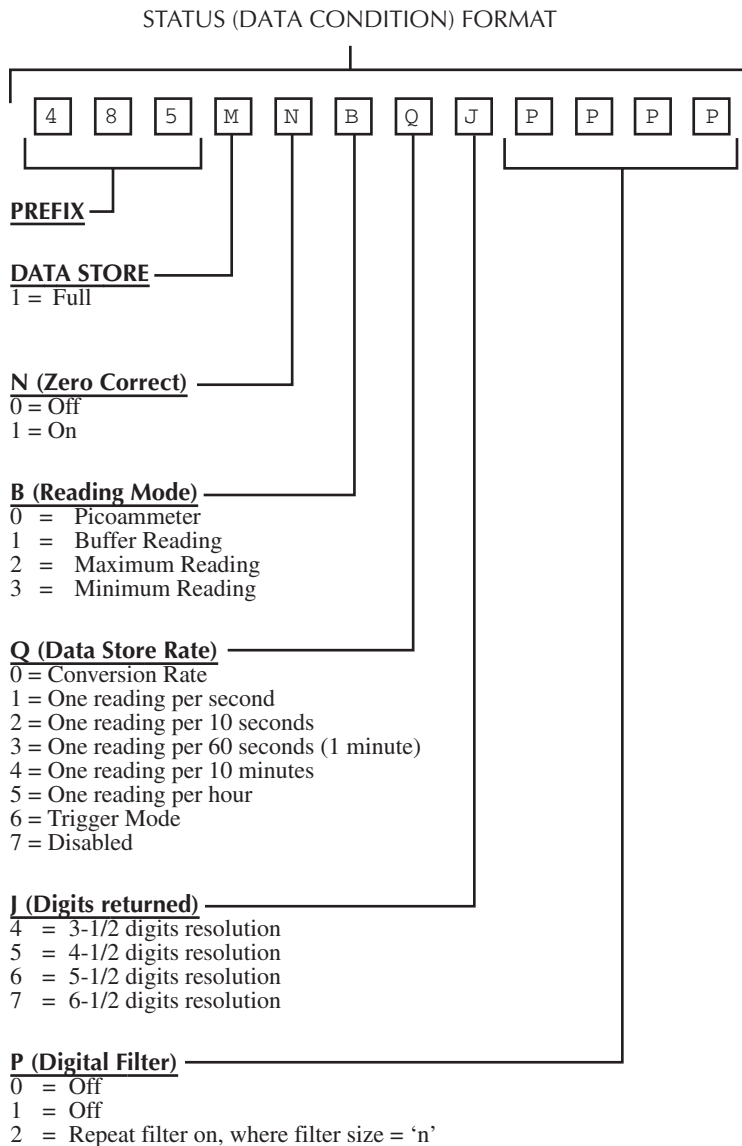 STATUS (DATA CONDITION) FORMAT
4 8 5 M N B Q J P P P P
PREFIX
DATA STORE
1 = Full
N (Zero Correct)
0 = Off
1 = On
B (Reading Mode)
0 = Picoammeter
1 = Buffer Reading
2 = Maximum Reading
3 = Minimum Reading
Q (Data Store Rate)
0 = Conversion Rate
1 = One reading per second
2 = One reading per 10 seconds
3 = One reading per 60 seconds (1 minute)
4 = One reading per 10 minutes
5 = One reading per hour
6 = Trigger Mode
7 = Disabled
J (Digits returned)
4 = 3-1/2 digits resolution
5 = 4-1/2 digits resolution
6 = 5-1/2 digits resolution
7 = 6-1/2 digits resolution
P (Digital Filter)
0 = Off
1 = Off
2 = Repeat filter on, where filter size = ‘n’